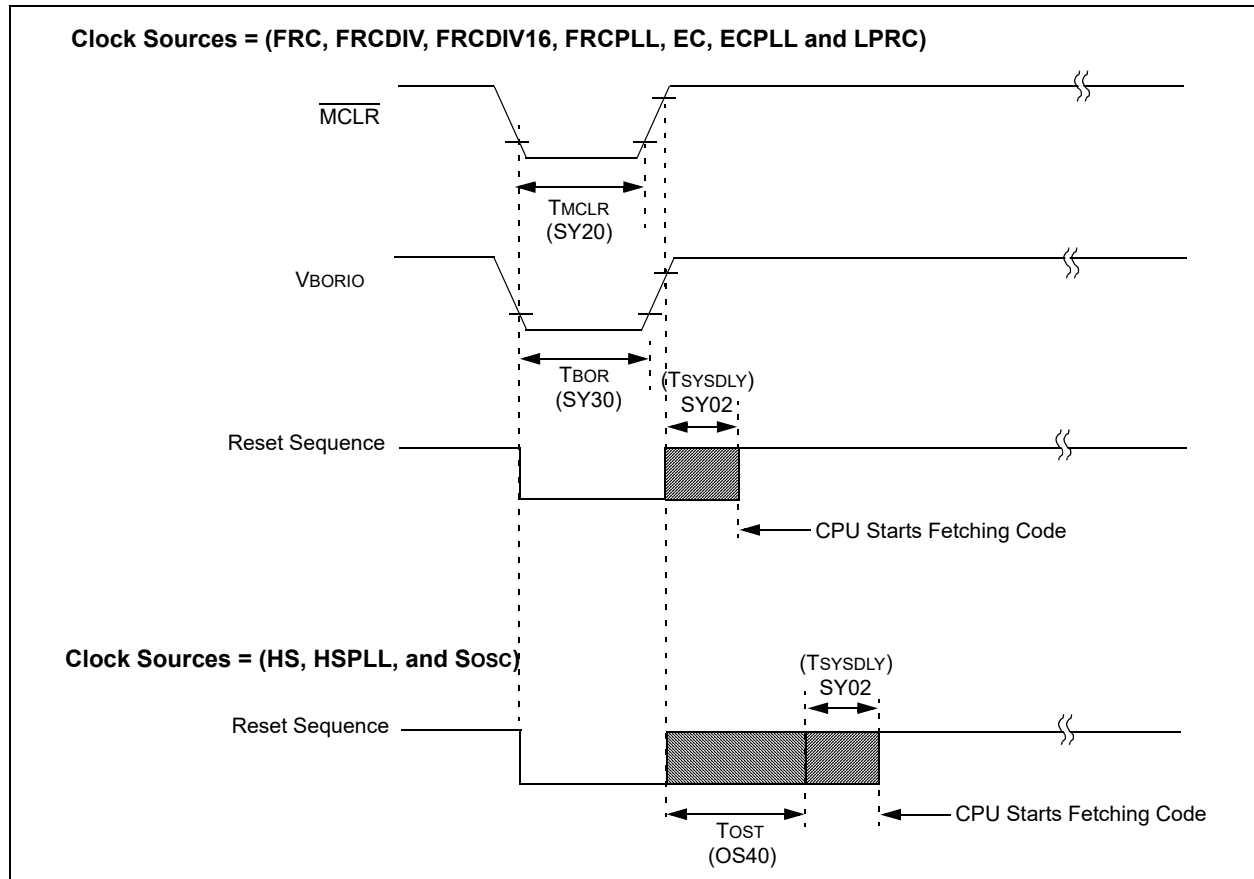 Clock Sources = (FRC, FRCDIV, FRCDIV16, FRCPLL, EC, ECPLL and LPRC)
MCLR
TMCLR
(SY20)
VBORIO
TBOR
(SY30)
(TSYSDLY)
SY02
Reset Sequence
CPU Starts Fetching Code
Clock Sources = (HS, HSPLL, and SOSC)
(TSYSDLY)
SY02
Reset Sequence
CPU Starts Fetching Code
TOST
(OS40)